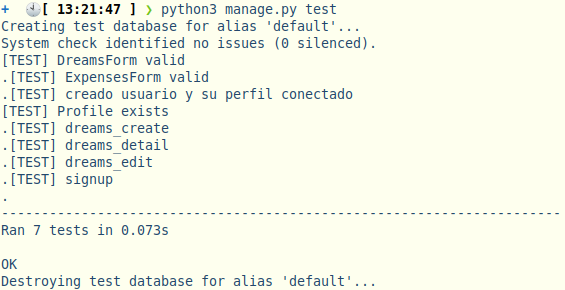 + 🕙[ 13:21:47 ] ❯ python3 manage.py test
Creating test database for alias 'default'...
System check identified no issues (0 silenced).
[TEST] DreamsForm valid
.[TEST] ExpensesForm valid
.[TEST] creado usuario y su perfil conectado
[TEST] Profile exists
.[TEST] dreams_create
.[TEST] dreams_detail
.[TEST] dreams_edit
.[TEST] signup
.
----------------------------------------------------------------------
Ran 7 tests in 0.073s
OK
Destroying test database for alias 'default'...